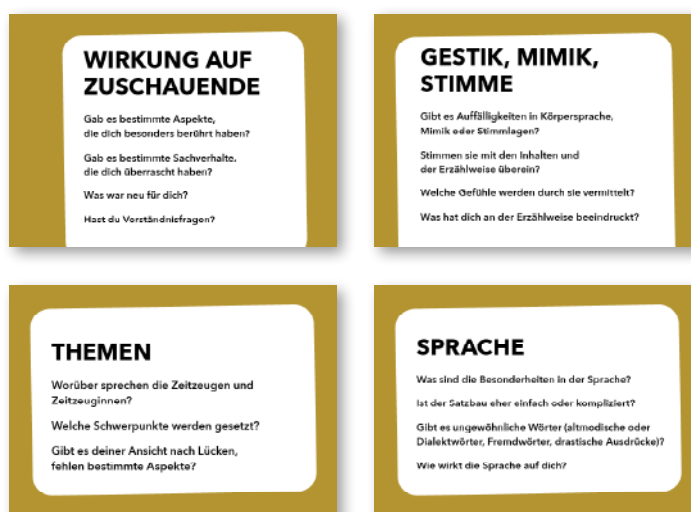 WIRKUNG AUF
ZUSCHAUENDE
Gab es bestimmte Aspekte,
die dich besonders berührt haben?
Gab es bestimmte Sachverhalte.
die dich überrascht haben?
Was war neu für dich?
Hast du Verständnisfragen?
GESTIK, MIMIK,
STIMME
Gibt es Auffälligkeiten in Körpersprache,
Mimik oder Stimmlagen?
Stimmen sie mit den Inhalten und
der Erzählweise überein?
Welche Gefühle werden durch sie vermittelt?
Was hat dich an der Erzählweise beeindruckt?
THEMEN
Worüber sprechen die Zeitzeugen und
Zeitzeuginnen?
Welche Schwerpunkte werden gesetzt?
Gibt es deiner Ansicht nach Lücken,
fehlen bestimmte Aspekte?
SPRACHE
Was sind die Besonderheiten in der Sprache?
Ist der Satzbau eher einfach oder kompliziert?
Gibt es ungewöhnliche Wörter (altmodische oder
Dialektwörter, Fremdwörter, drastische Ausdrücke)?
Wie wirkt die Sprache auf dich?